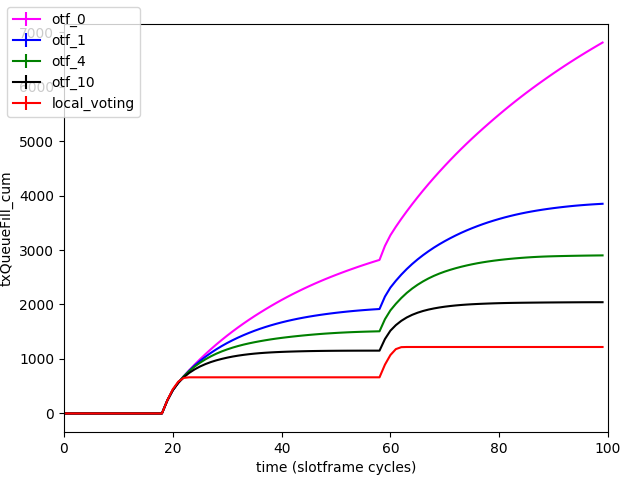 otf_0
otf_1
otf_4
otf_10
local_voting
7000
6000
5000
4000
3000
2000
1000
0
txQueueFill_cum
0 20 40 60 80 100
time (slotframe cycles)